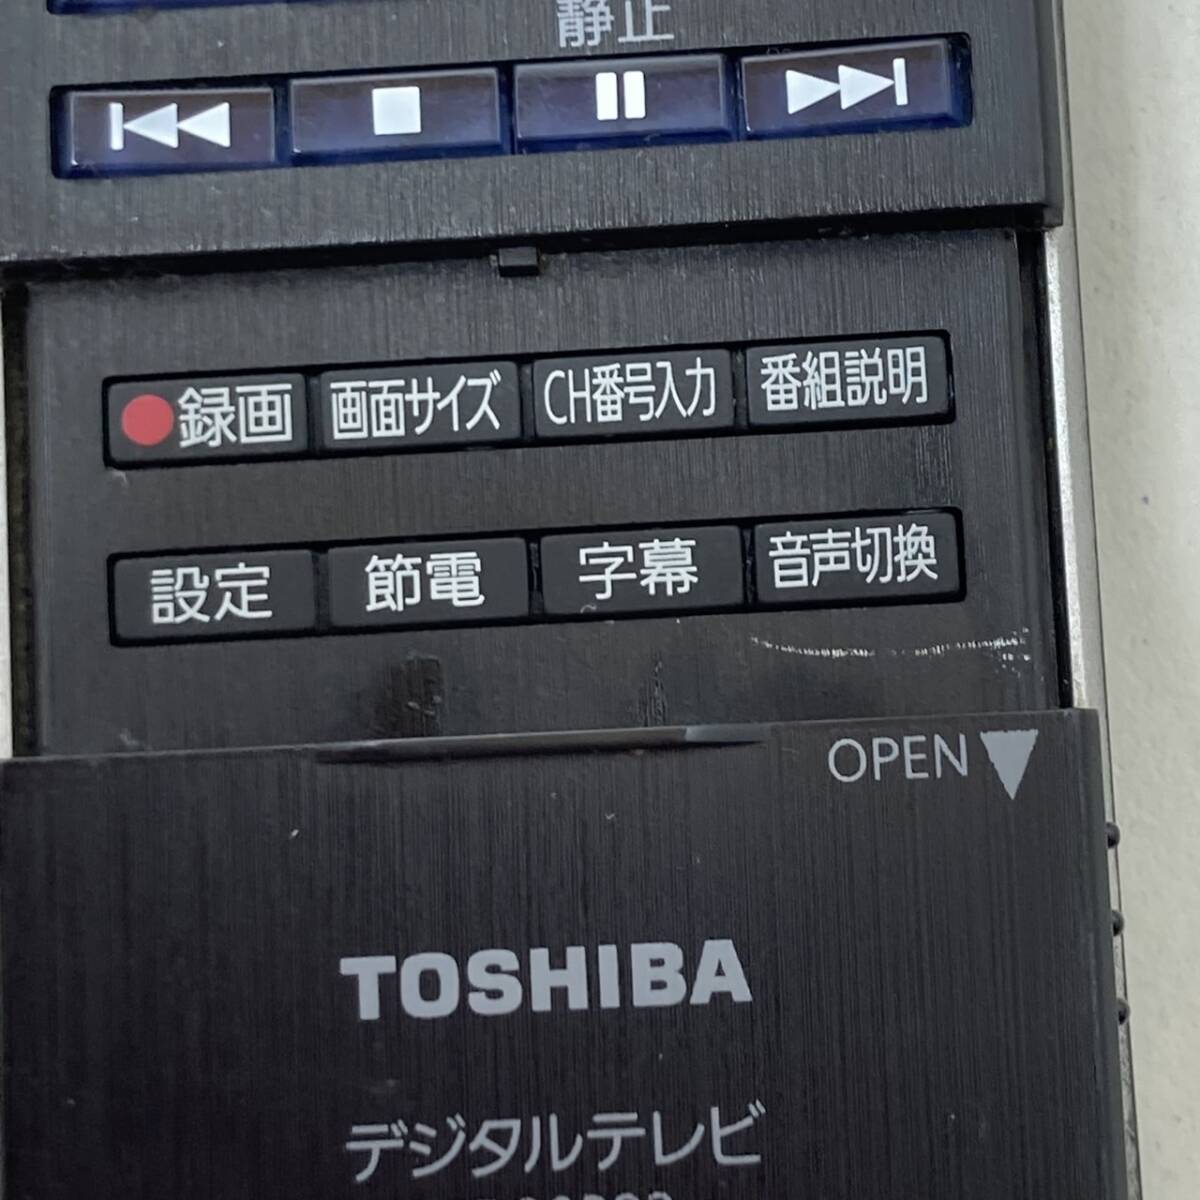 静止
録画 画面サイズ CH番号入力 番組説明
設定 節電 字幕 音声切換
OPEN
TOSHIBA
デジタルテレビ